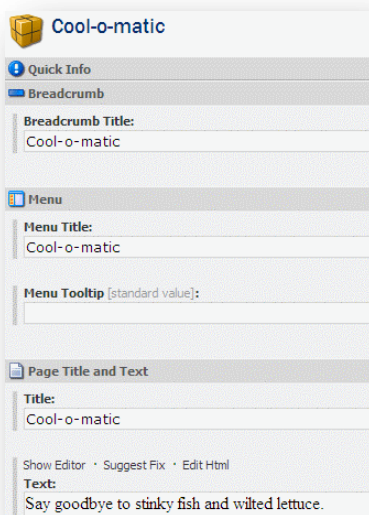 Cool-o-matic
Quick Info
Breadcrumb
Breadcrumb Title:
Cool-o-matic
Menu
Menu Title:
Cool-o-matic
Menu Tooltip [standard value]:
Page Title and Text
Title:
Cool-o-matic
Show Editor · Suggest Fix · Edit Html
Text:
Say goodbye to stinky fish and wilted lettuce.